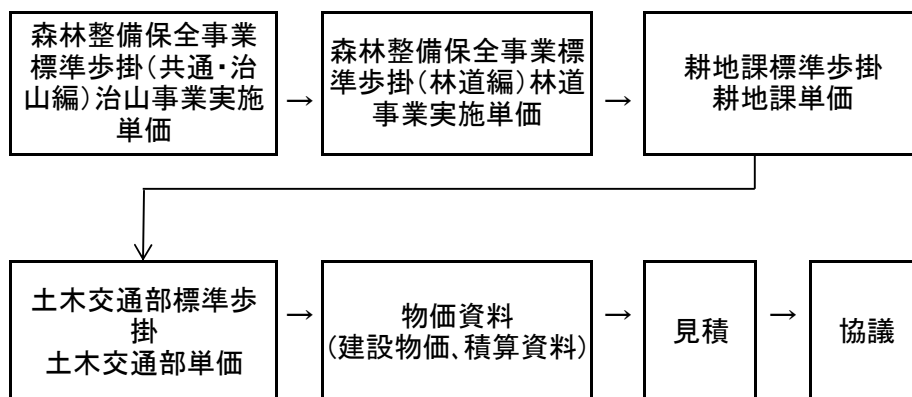 森林整備保全事業
標準歩掛(共通・治
山編)治山事業実施
単価
→
森林整備保全事業標
準歩掛(林道編)林道
事業実施単価
→
耕地課標準歩掛
耕地課単価
土木交通部標準歩
掛
土木交通部単価
→
物価資料
(建設物価、積算資料)
→
見積
→
協議